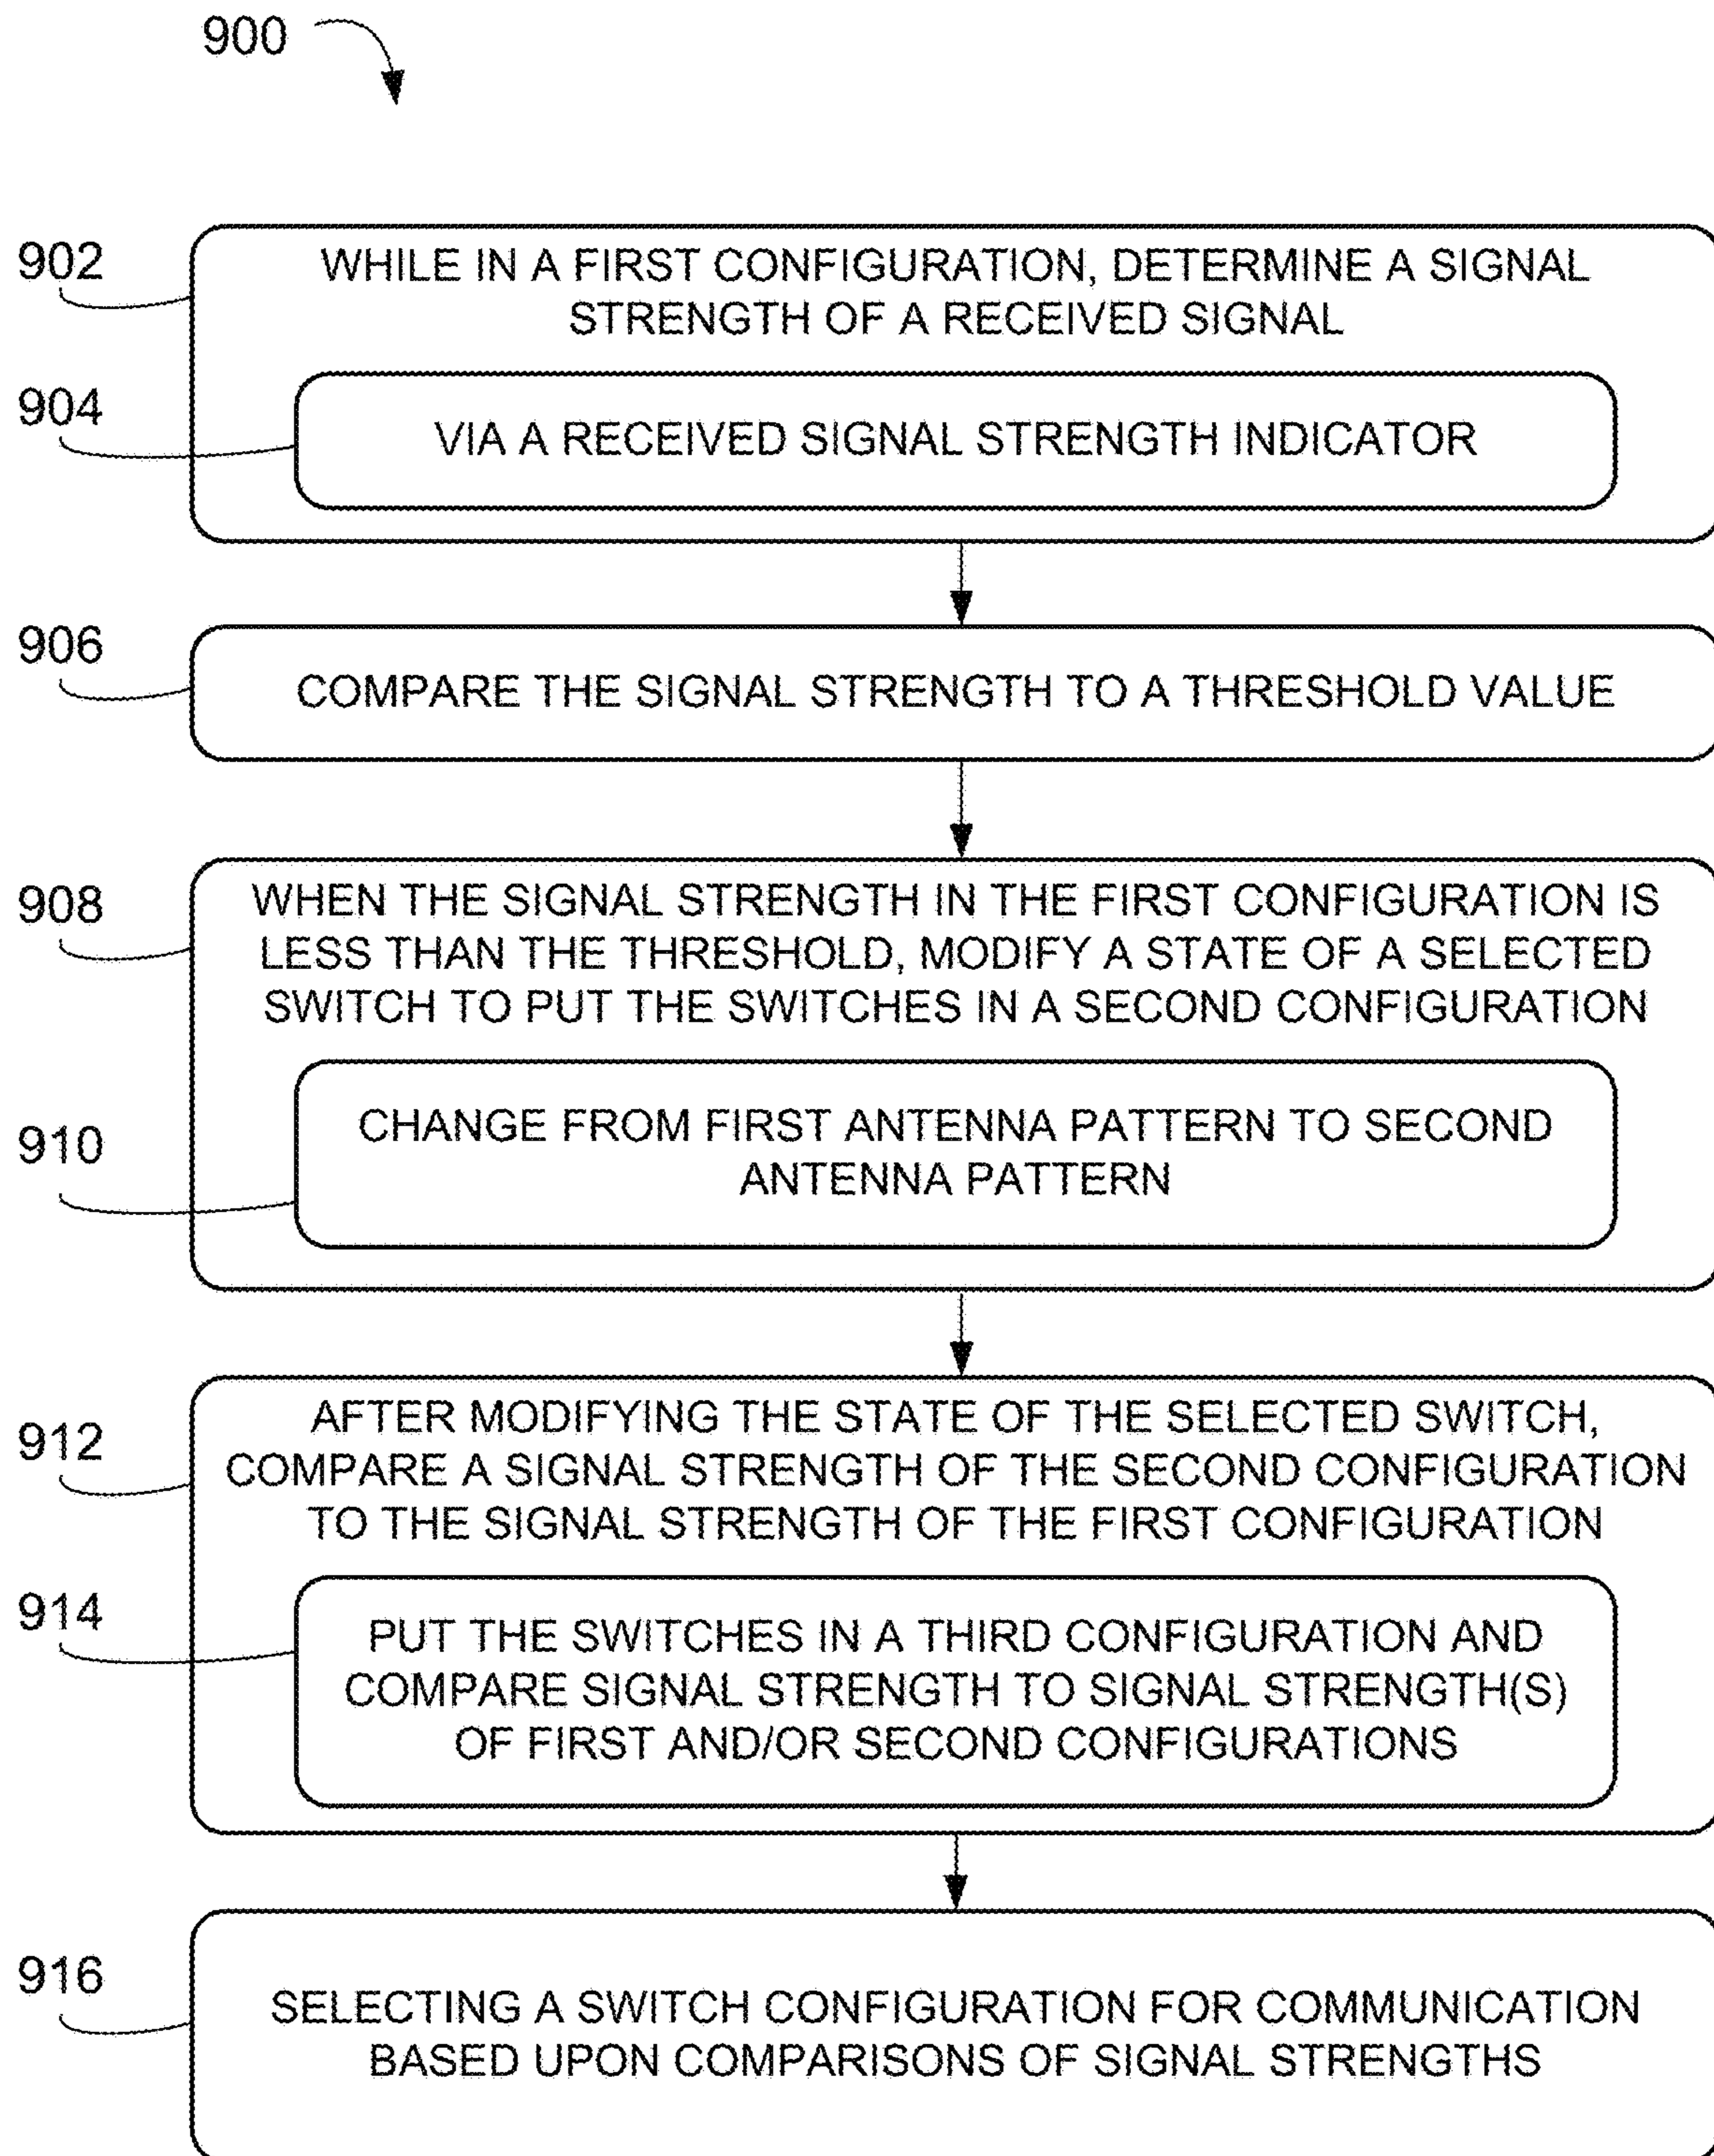 900
902
WHILE IN A FIRST CONFIGURATION, DETERMINE A SIGNAL
STRENGTH OF A RECEIVED SIGNAL
904
VIA A RECEIVED SIGNAL STRENGTH INDICATOR
906
COMPARE THE SIGNAL STRENGTH TO A THRESHOLD VALUE
908
WHEN THE SIGNAL STRENGTH IN THE FIRST CONFIGURATION IS
LESS THAN THE THRESHOLD, MODIFY A STATE OF A SELECTED
SWITCH TO PUT THE SWITCHES IN A SECOND CONFIGURATION
910
CHANGE FROM FIRST ANTENNA PATTERN TO SECOND
ANTENNA PATTERN
912
AFTER MODIFYING THE STATE OF THE SELECTED SWITCH,
COMPARE A SIGNAL STRENGTH OF THE SECOND CONFIGURATION
TO THE SIGNAL STRENGTH OF THE FIRST CONFIGURATION
914
PUT THE SWITCHES IN A THIRD CONFIGURATION AND
COMPARE SIGNAL STRENGTH TO SIGNAL STRENGTH(S)
OF FIRST AND/OR SECOND CONFIGURATIONS
916
SELECTING A SWITCH CONFIGURATION FOR COMMUNICATION
BASED UPON COMPARISONS OF SIGNAL STRENGTHS